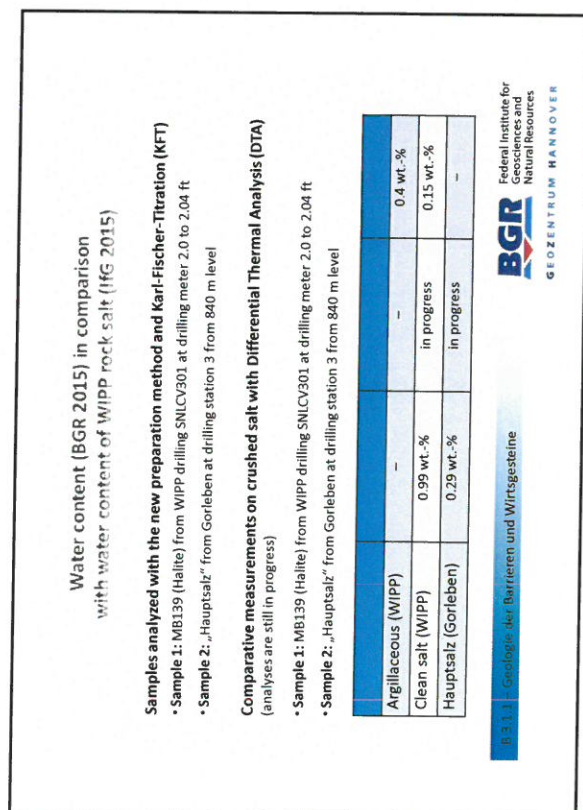 Water content (BGR 2015) in comparison
with water content of WIPP rock salt (IfG 2015)
Samples analyzed with the new preparation method and Karl-Fischer-Titration (KFT)
• Sample 1: MB139 (Halite) from WIPP drilling SNLCV301 at drilling meter 2.0 to 2.04 ft
• Sample 2: „Hauptsalz“ from Gorleben at drilling station 3 from 840 m level
Comparative measurements on crushed salt with Differential Thermal Analysis (DTA)
(analyses are still in progress)
• Sample 1: MB139 (Halite) from WIPP drilling SNLCV301 at drilling meter 2.0 to 2.04 ft
• Sample 2: „Hauptsalz“ from Gorleben at drilling station 3 from 840 m level
Argillaceous (WIPP) – – 0.4 wt.-%
Clean salt (WIPP) 0.99 wt.-% in progress 0.15 wt.-%
Hauptsalz (Gorleben) 0.29 wt.-% in progress –
B 3.1.1 – Geologie der Barrieren und Wirtsgesteine
BGR
Federal Institute for
Geosciences and
Natural Resources
GEOZENTRUM HANNOVER